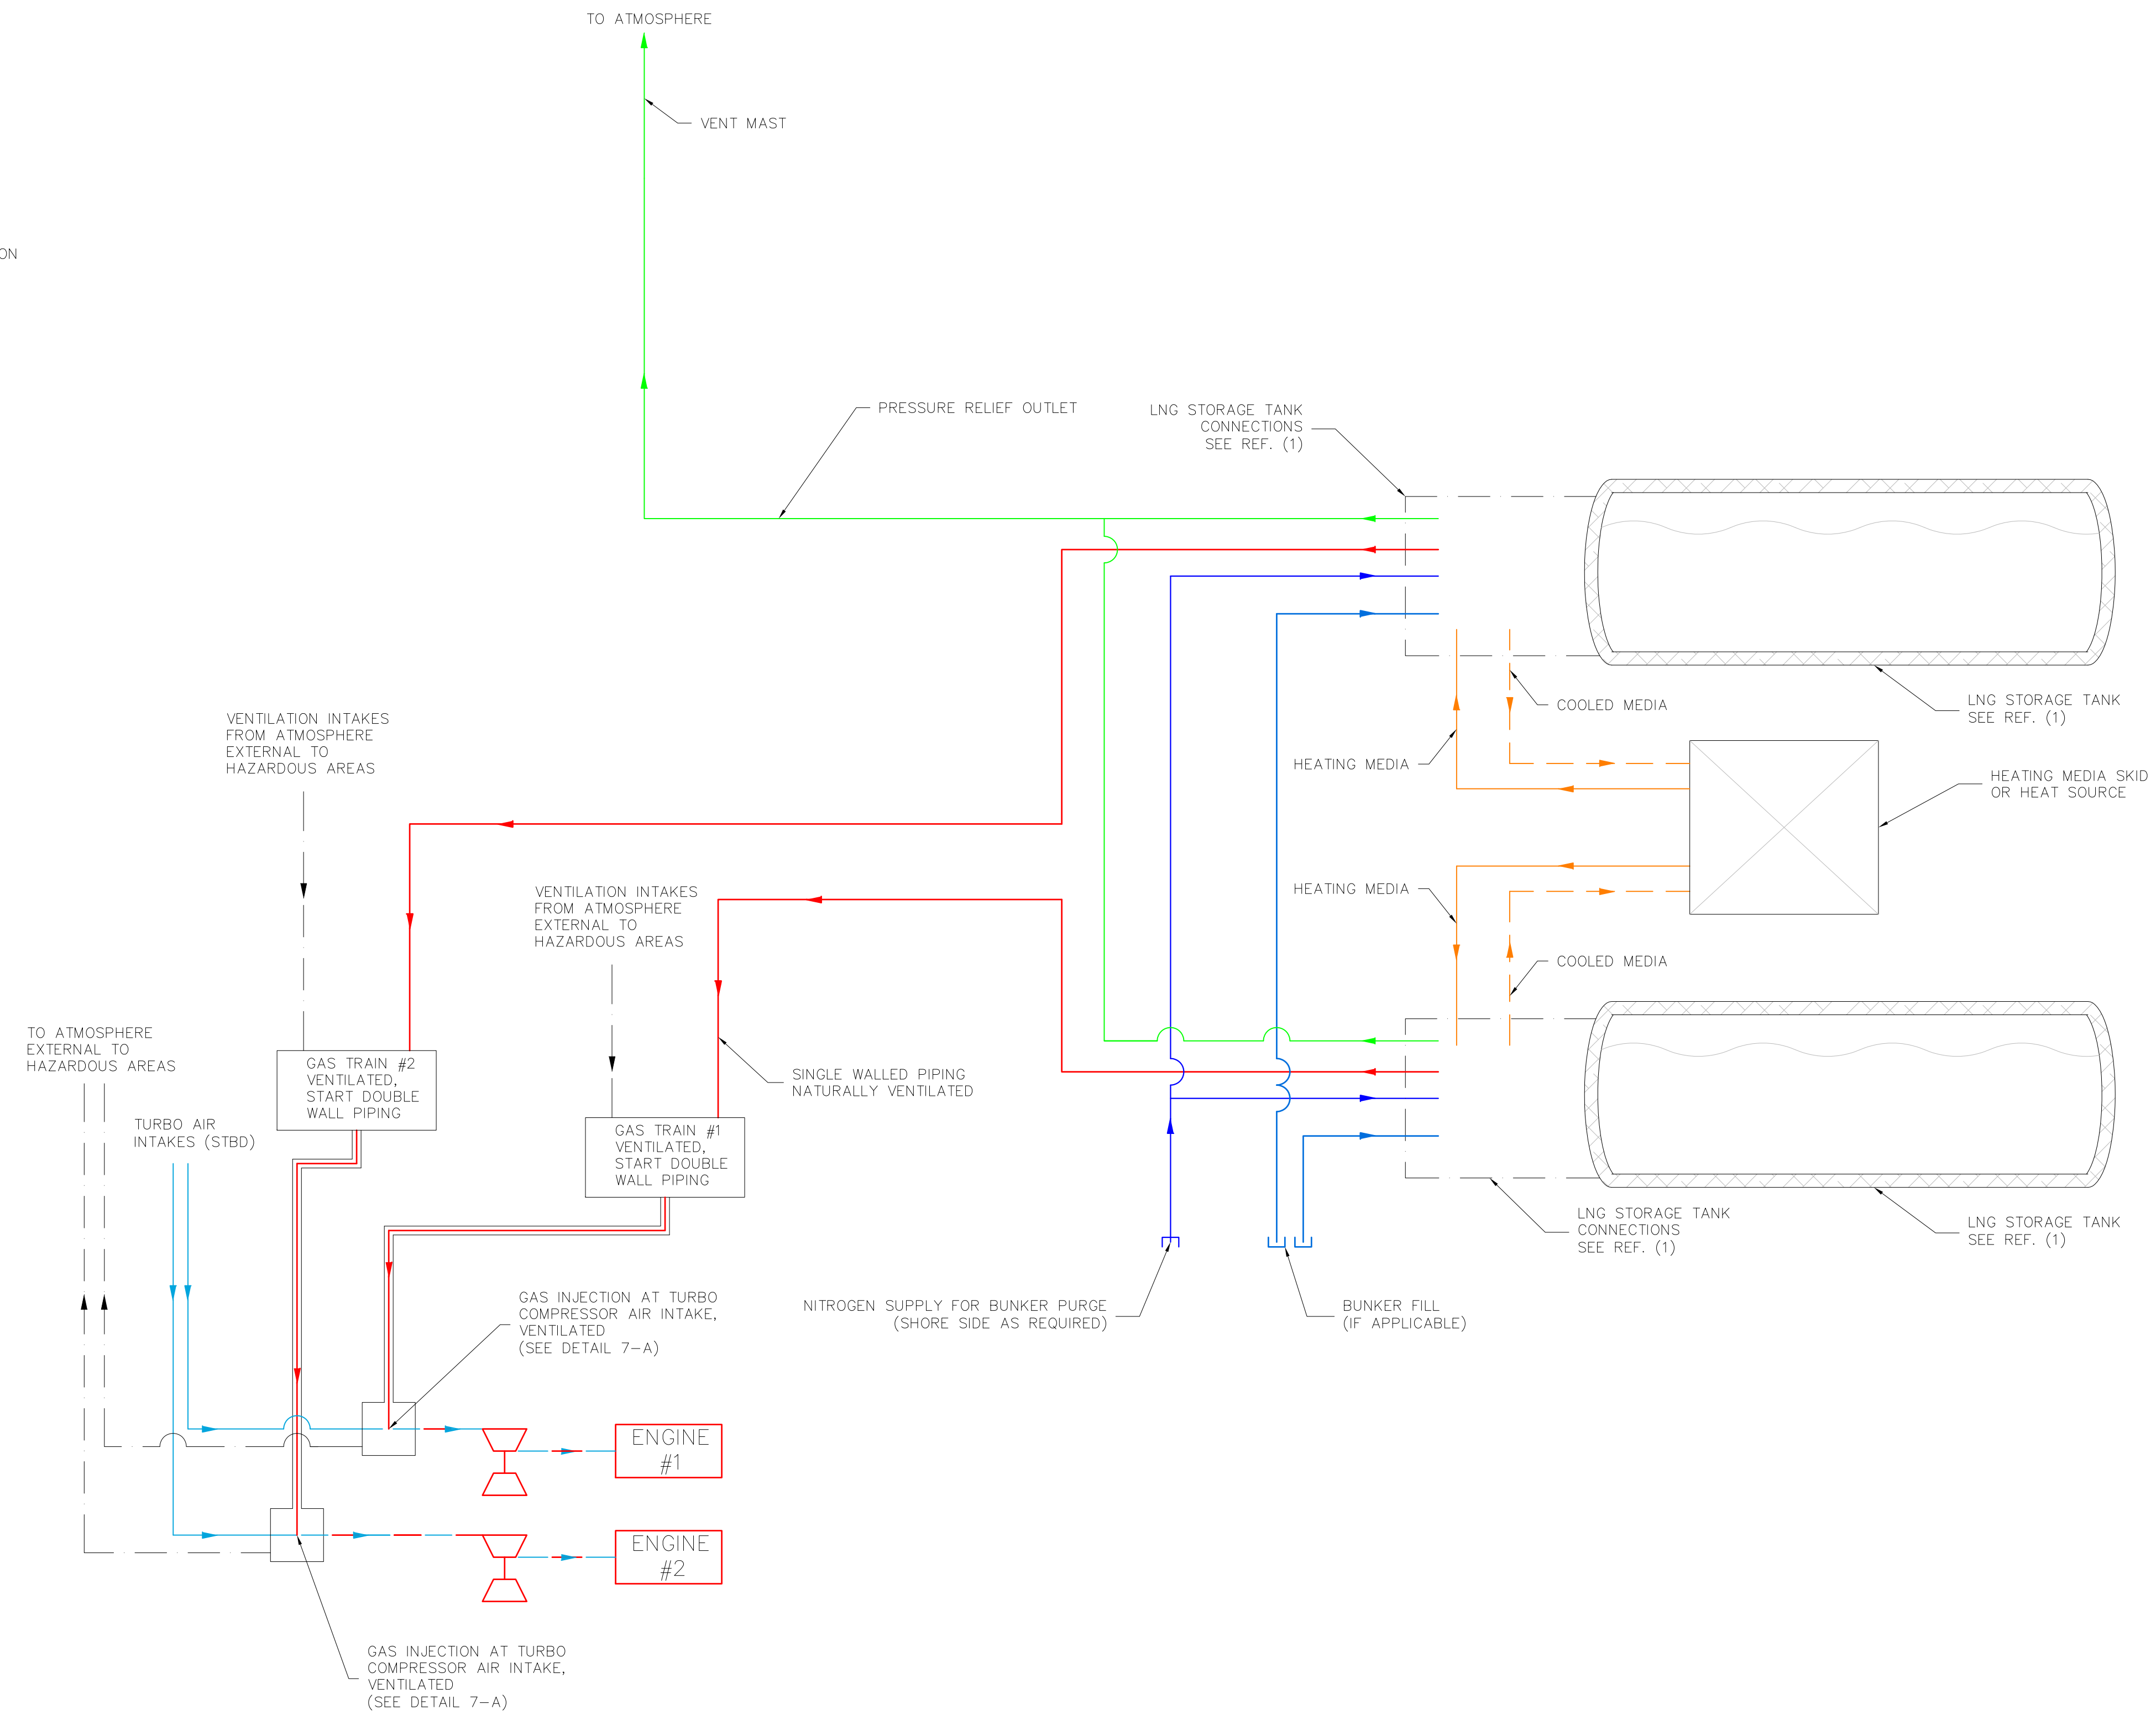 TO ATMOSPHERE
VENT MAST
ON
PRESSURE RELIEF OUTLET
LNG STORAGE TANK
CONNECTIONS
SEE REF. (1)
COOLED MEDIA
LNG STORAGE TANK
SEE REF. (1)
HEATING MEDIA
HEATING MEDIA SKID
OR HEAT SOURCE
VENTILATION INTAKES
FROM ATMOSPHERE
EXTERNAL TO
HAZARDOUS AREAS
VENTILATION INTAKES
FROM ATMOSPHERE
EXTERNAL TO
HAZARDOUS AREAS
HEATING MEDIA
COOLED MEDIA
TO ATMOSPHERE
EXTERNAL TO
HAZARDOUS AREAS
GAS TRAIN #2
VENTILATED,
START DOUBLE
WALL PIPING
SINGLE WALLED PIPING
NATURALLY VENTILATED
TURBO AIR
INTAKES (STBD)
GAS TRAIN #1
VENTILATED,
START DOUBLE
WALL PIPING
LNG STORAGE TANK
CONNECTIONS
SEE REF. (1)
LNG STORAGE TANK
SEE REF. (1)
GAS INJECTION AT TURBO
COMPRESSOR AIR INTAKE,
VENTILATED
(SEE DETAIL 7-A)
NITROGEN SUPPLY FOR BUNKER PURGE
(SHORE SIDE AS REQUIRED)
BUNKER FILL
(IF APPLICABLE)
ENGINE
#1
ENGINE
#2
GAS INJECTION AT TURBO
COMPRESSOR AIR INTAKE,
VENTILATED
(SEE DETAIL 7-A)